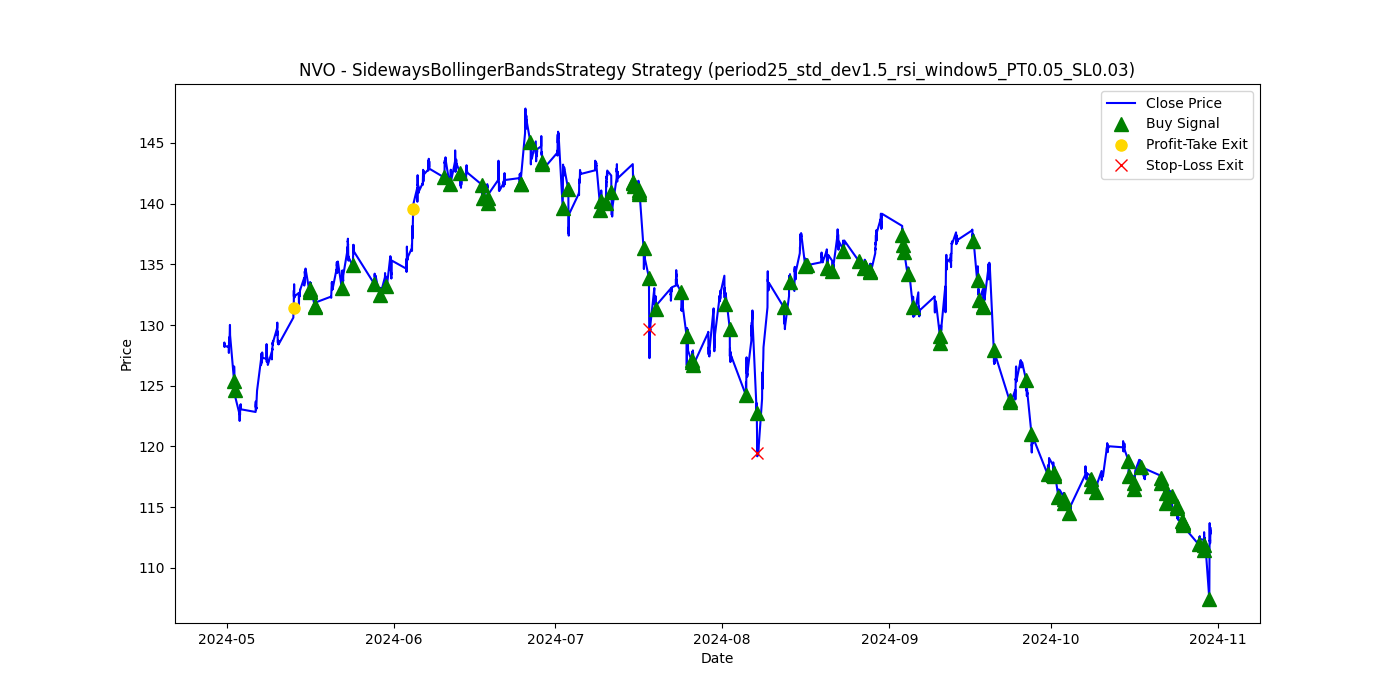 NVO - SidewaysBollingerBandsStrategy Strategy (period25_std_dev1.5_rsi_window5_PT0.05_SL0.03)
Close Price
Buy Signal
Profit-Take Exit
Stop-Loss Exit
Price
145
140
135
130
125
120
115
110
2024-05
2024-06
2024-07
2024-08
2024-09
2024-10
2024-11
Date